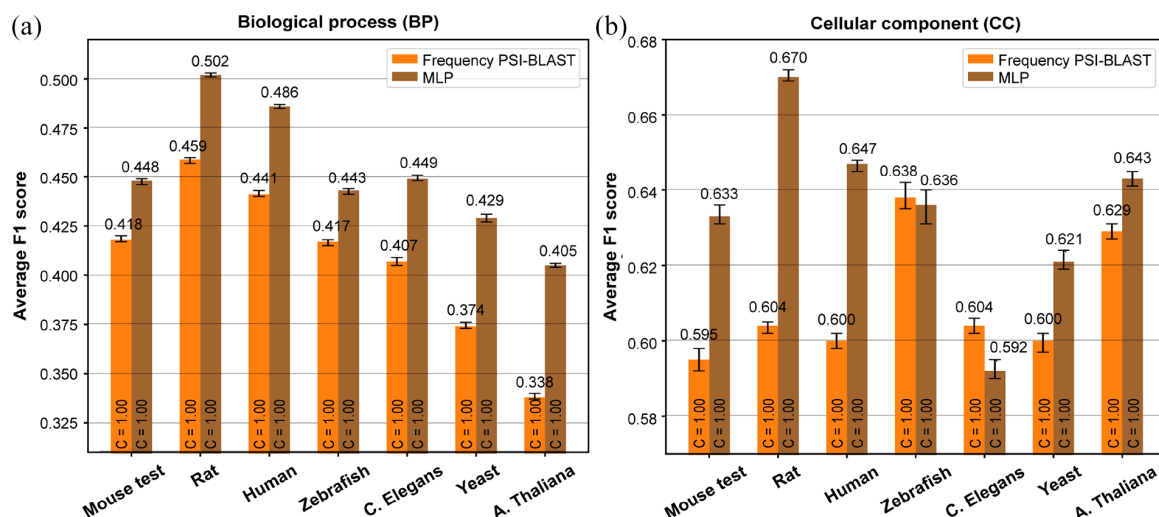 (a)
Biological process (BP)
Average F1 score
0.500
0.475
0.450
0.425
0.400
0.375
0.350
0.325
Frequency PSI-BLAST
MLP
0.418
0.448
0.459
0.502
0.441
0.486
0.417
0.443
0.407
0.449
0.374
0.429
0.338
0.405
C = 1.00
C = 1.00
C = 1.00
C = 1.00
C = 1.00
C = 1.00
C = 1.00
C = 1.00
C = 1.00
C = 1.00
C = 1.00
C = 1.00
C = 1.00
C = 1.00
Mouse test
Rat
Human
Zebrafish
C. Elegans
Yeast
A. Thaliana
(b)
Cellular component (CC)
Average F1 score
0.68
0.66
0.64
0.62
0.60
0.58
Frequency PSI-BLAST
MLP
0.595
0.633
0.604
0.670
0.600
0.647
0.638
0.636
0.604
0.592
0.600
0.621
0.629
0.643
C = 1.00
C = 1.00
C = 1.00
C = 1.00
C = 1.00
C = 1.00
C = 1.00
C = 1.00
C = 1.00
C = 1.00
C = 1.00
C = 1.00
C = 1.00
C = 1.00
Mouse test
Rat
Human
Zebrafish
C. Elegans
Yeast
A. Thaliana